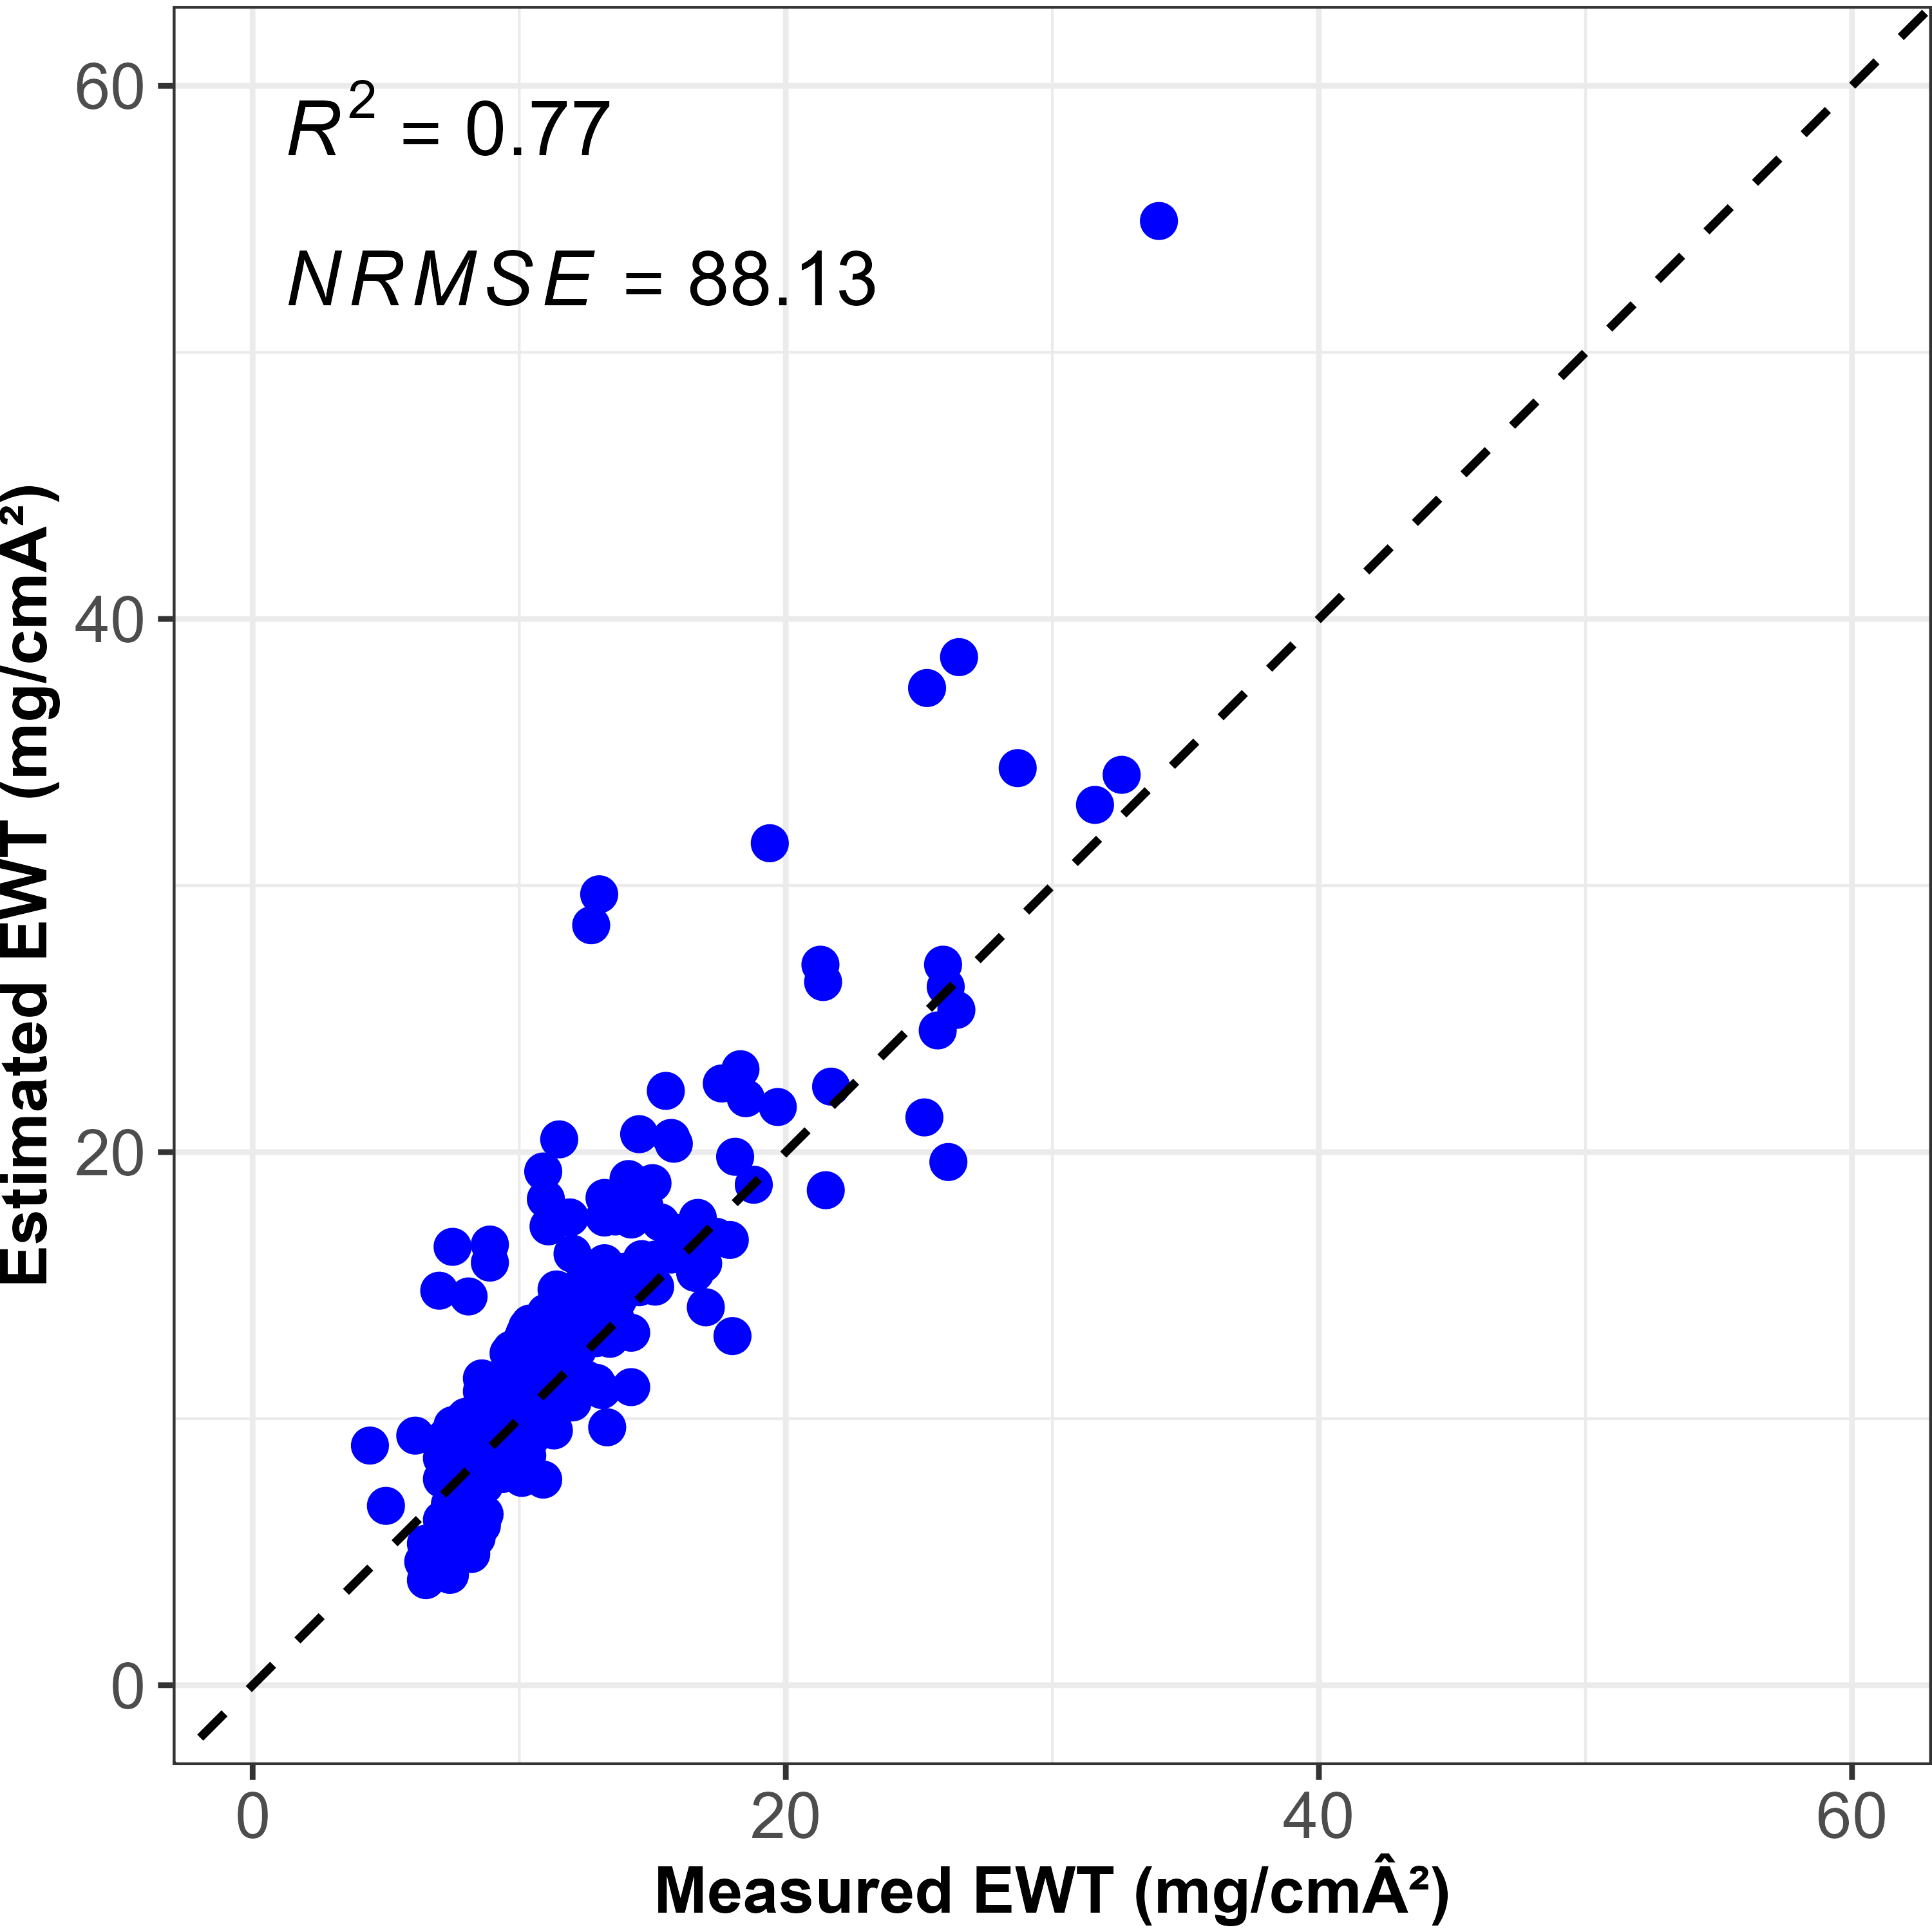 R² = 0.77
NRMSE = 88.13
60
40
20
0
Estimated EWT (mg/cmÂ²)
0 20 40 60
Measured EWT (mg/cmÂ²)